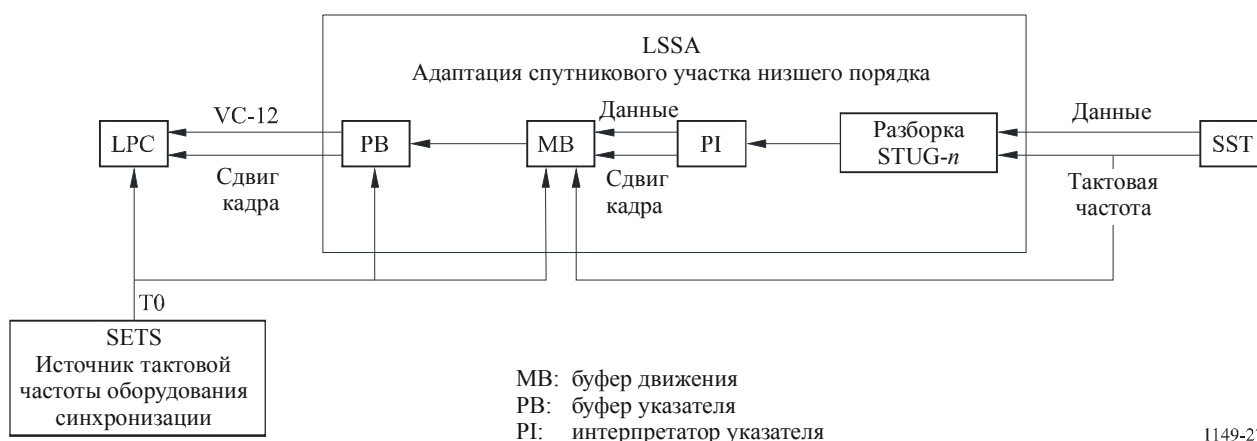 LSSA
Адаптация спутникового участка низшего порядка
VC-12
Данные
Данные
LPC
PB
MB
PI
Разборка
STUG-n
SST
Сдвиг
кадра
Сдвиг
кадра
Тактовая
частота
T0
SETS
Источник тактовой
частоты оборудования
синхронизации
MB: буфер движения
PB: буфер указателя
PI: интерпретатор указателя